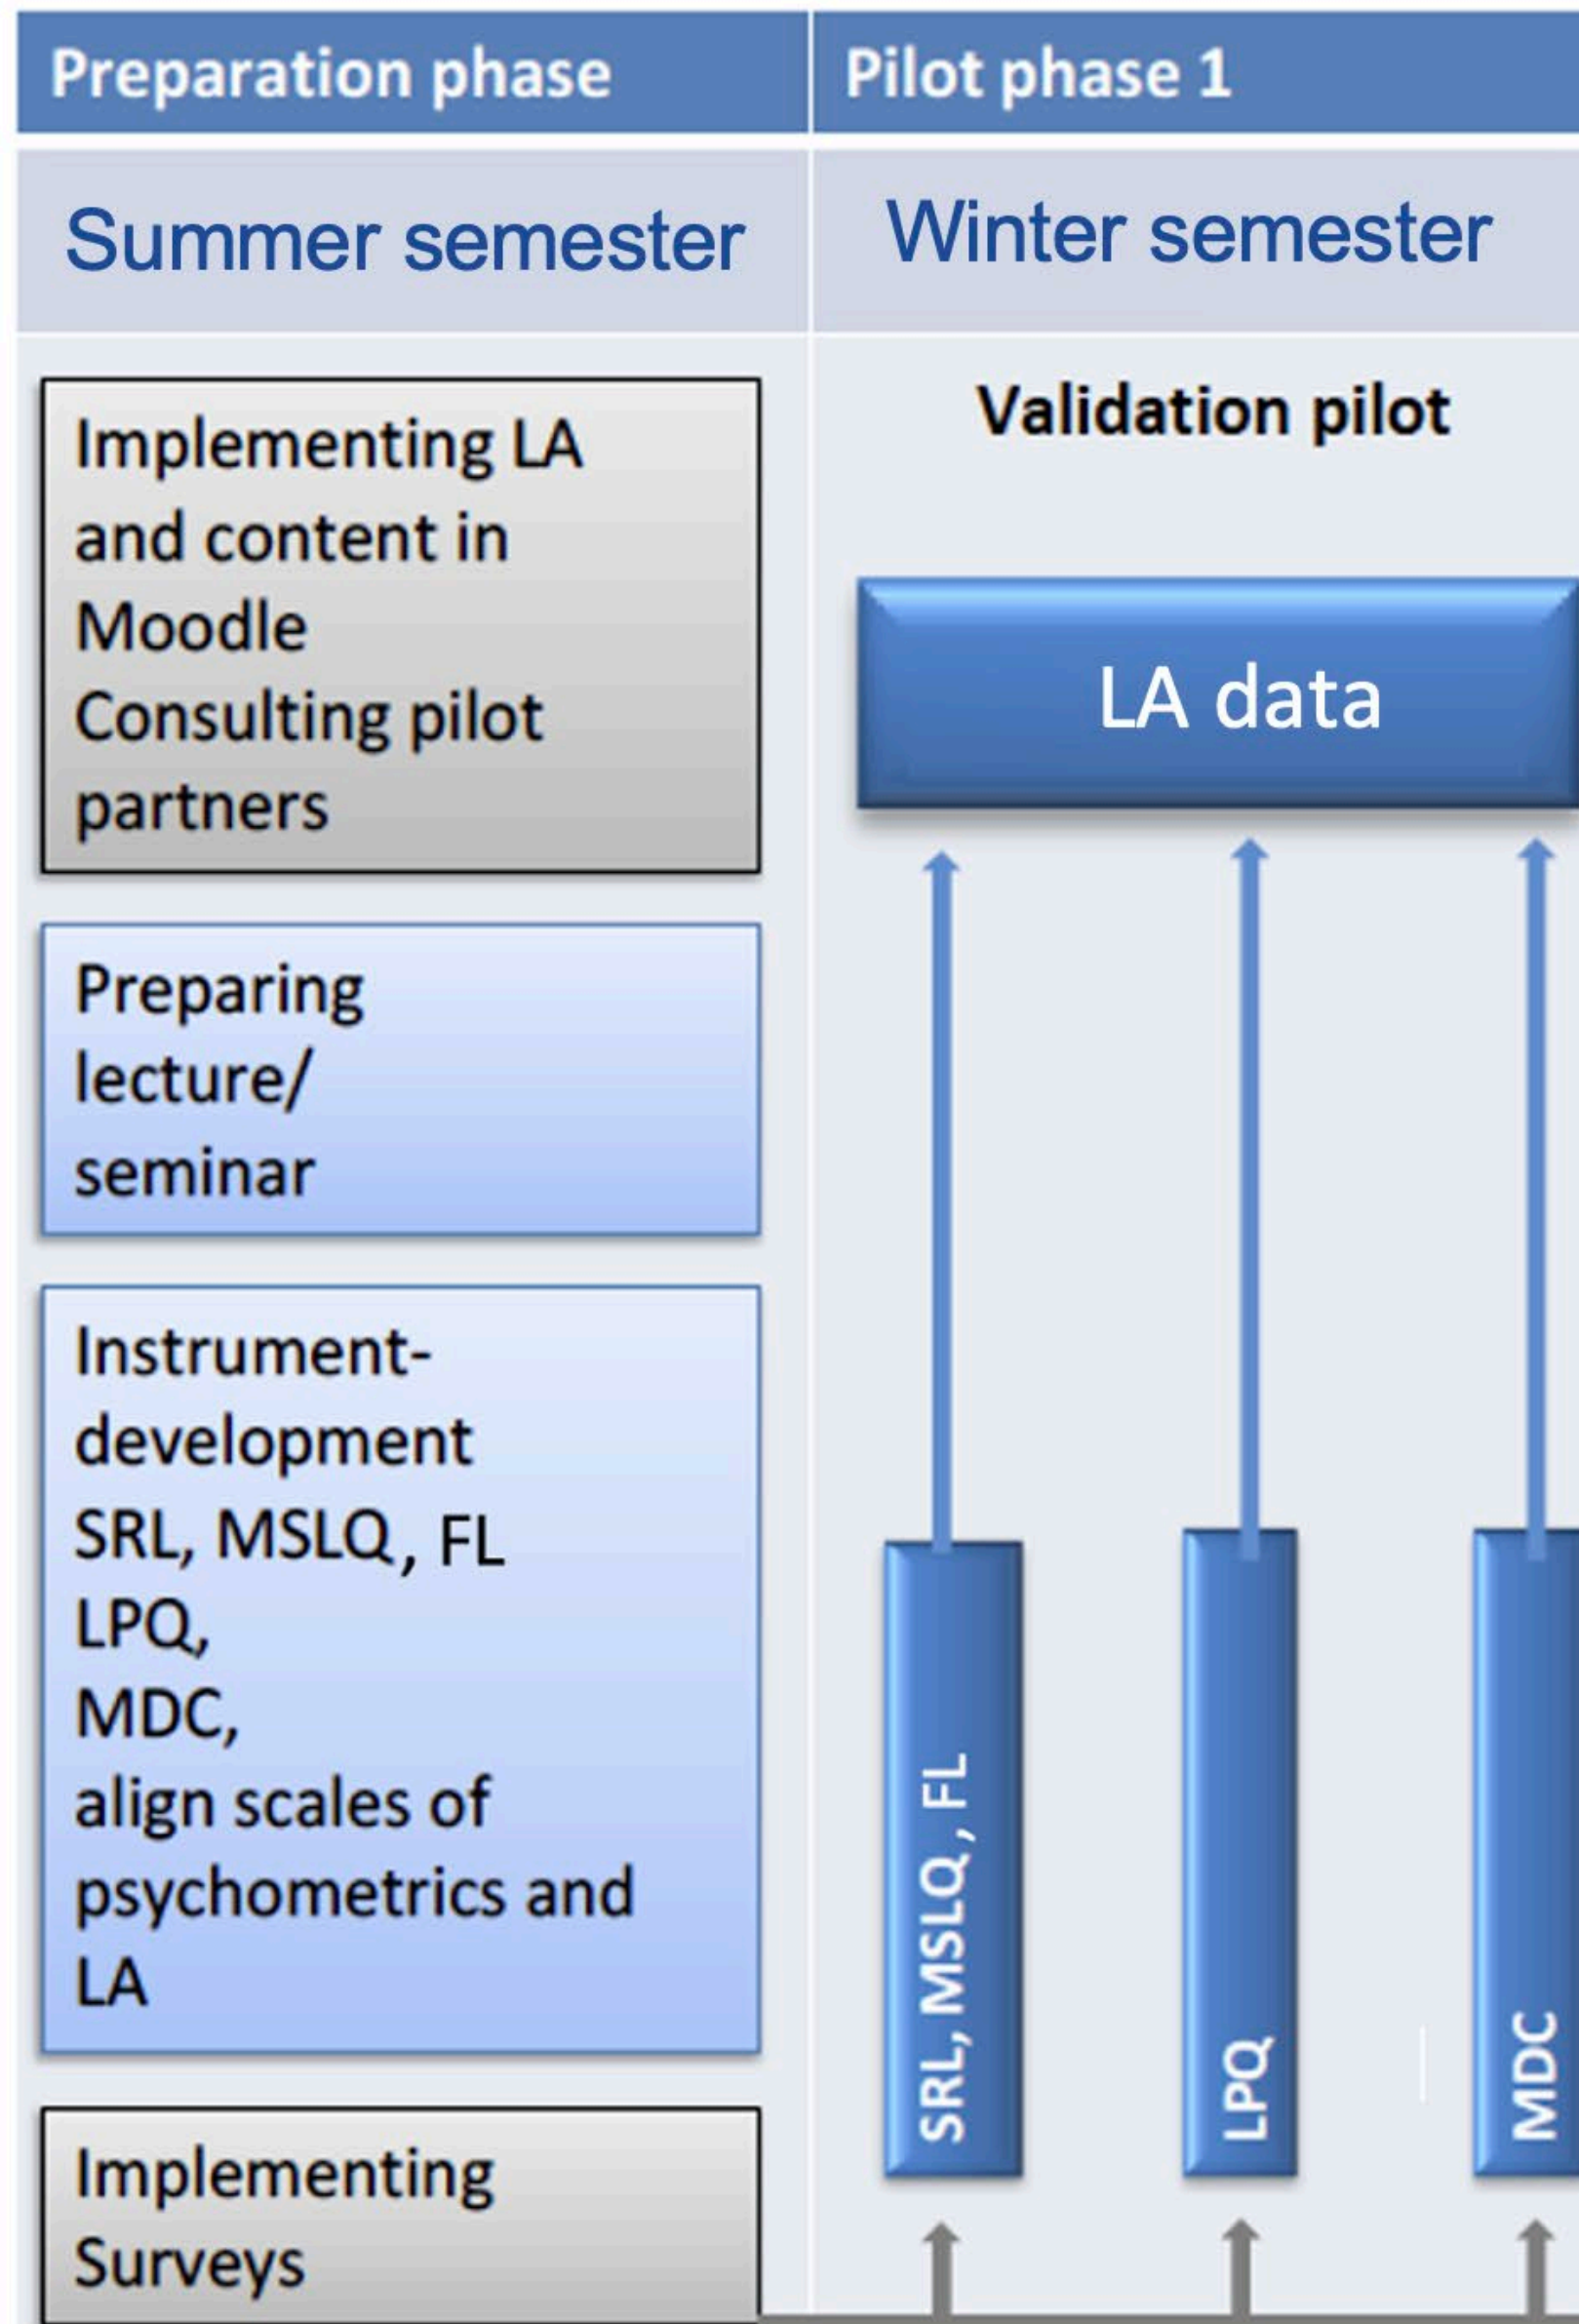 Preparation phase
Pilot phase 1
Summer semester
Winter semester
Implementing LA
and content in
Moodle
Consulting pilot
partners
Preparing
lecture/
seminar
Instrument-
development
SRL, MSLQ, FL
LPQ,
MDC,
align scales of
psychometrics and
LA
Implementing
Surveys
Validation pilot
LA data
SRL, MSLQ, FL
LPQ
MDC